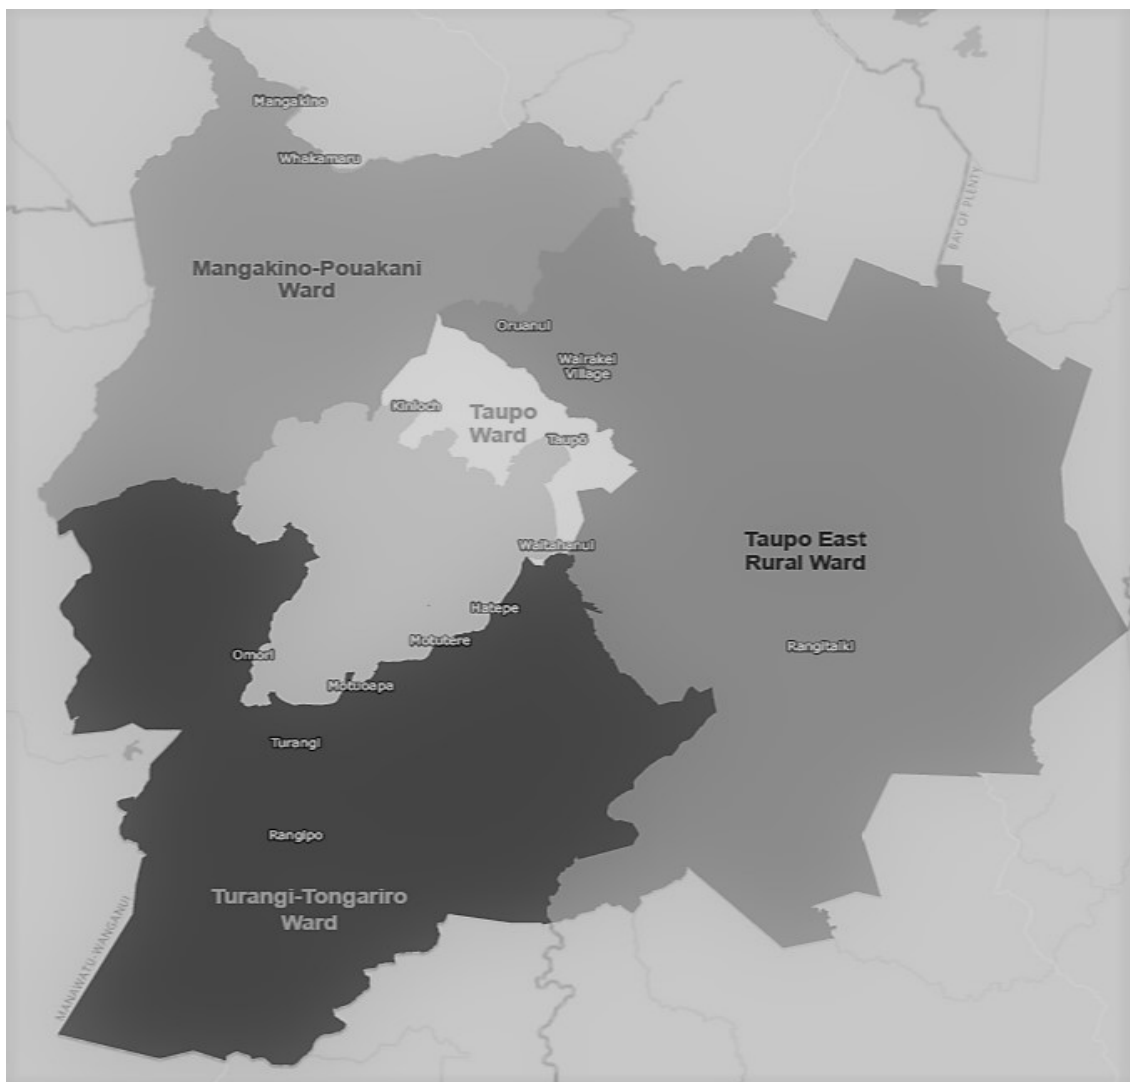 Mangakino
Whakamaru
BAY OF PLENTY
Mangakino-Pouakani
Ward
Oruanui
Wairakei
Village
Kinloch
Taupo
Ward
Taupō
Taupo East
Rural Ward
Waitahanui
Hatepe
Motutere
Rangitaiki
Omori
Motuoapa
Turangi
Rangipo
Turangi-Tongariro
Ward
MANAWATU-WANGANUI